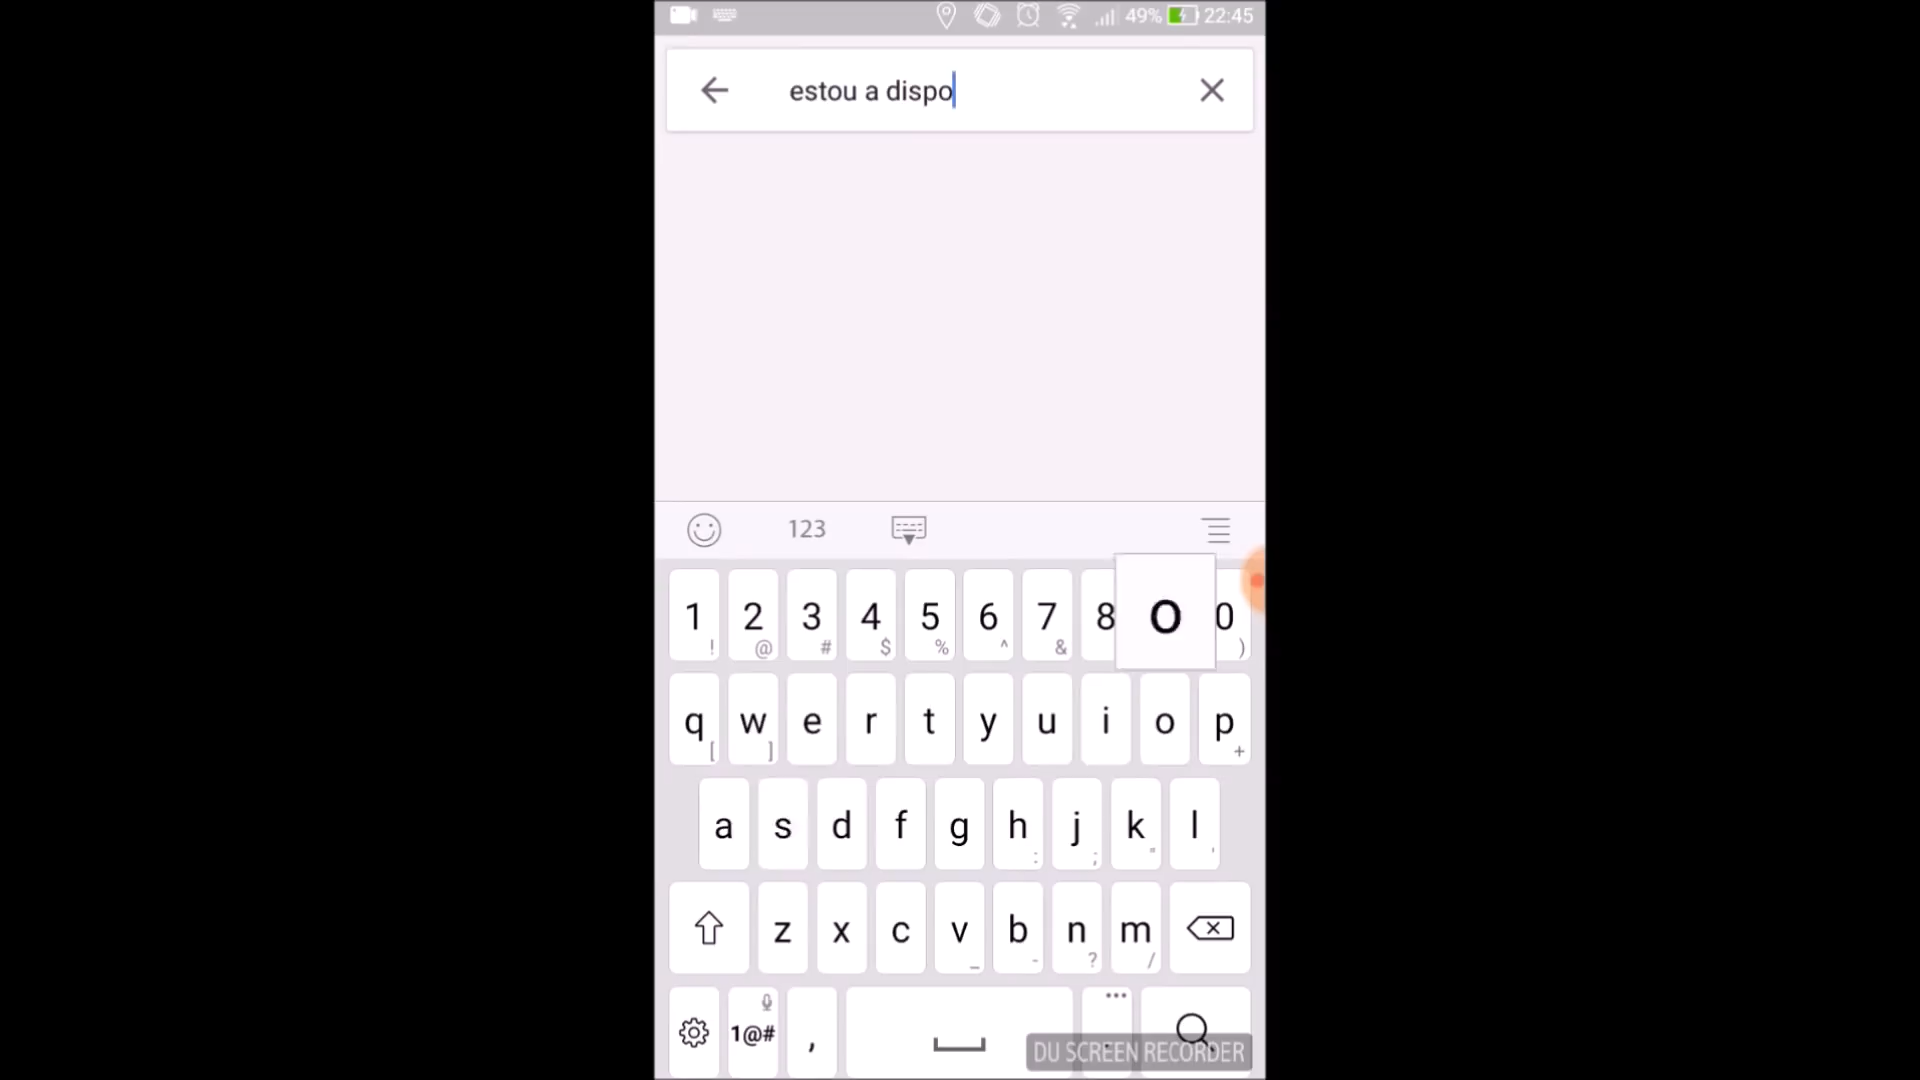 49% 22:45
estou a dispo
123
1 2 3 4 5 6 7 8 O 0
! @ # $ % ^ & )
q w e r t y u i o p
[ ] +
a s d f g h j k l
: ; " '
z x c v b n m
_ - ? /
1@# , .
DU SCREEN RECORDER